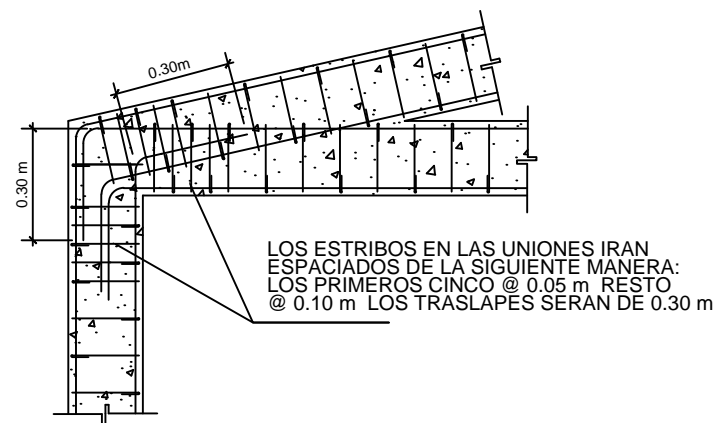 0.30m
0.30 m
LOS ESTRIBOS EN LAS UNIONES IRAN
ESPACIADOS DE LA SIGUIENTE MANERA:
LOS PRIMEROS CINCO @ 0.05 m RESTO
@ 0.10 m LOS TRASLAPES SERAN DE 0.30 m